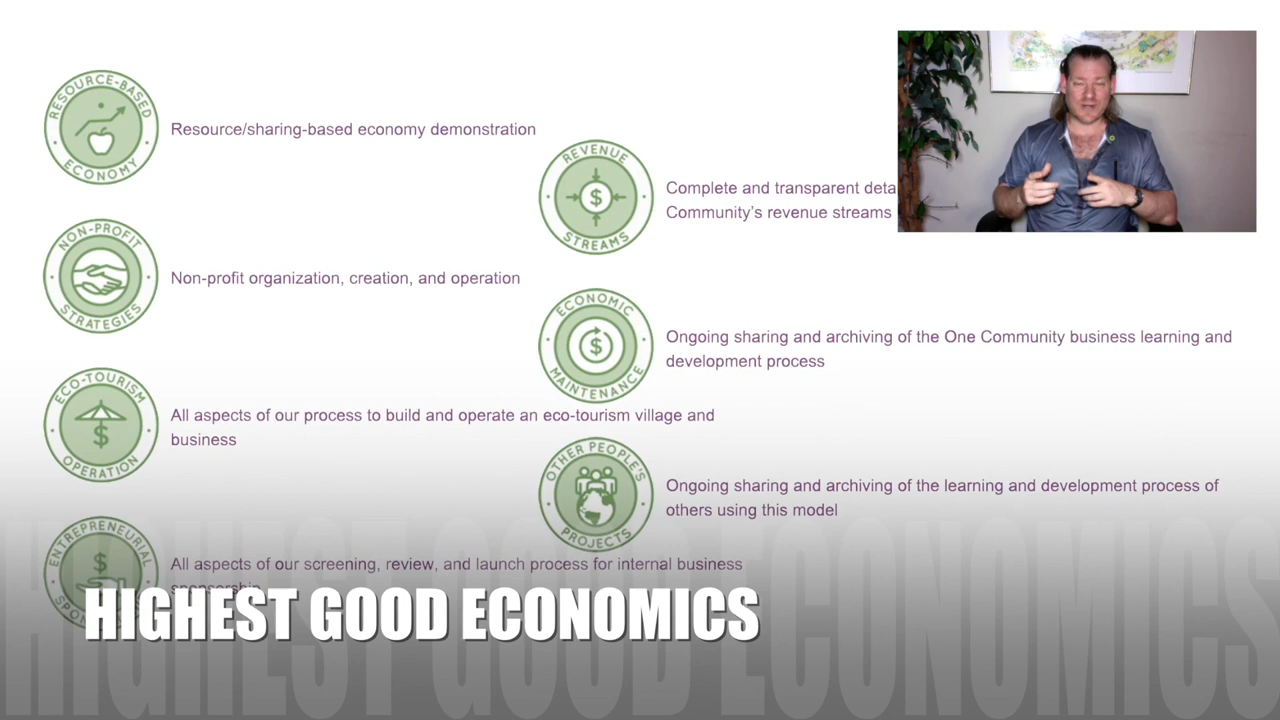 RESOURCE-BASED
ECONOMY
Resource/sharing-based economy demonstration
REVENUE
STREAMS
Complete and transparent deta
Community's revenue streams
NON-PROFIT
STRATEGIES
Non-profit organization, creation, and operation
ECONOMIC
MAINTENANCE
Ongoing sharing and archiving of the One Community business learning and
development process
ECO-TOURISM
OPERATION
All aspects of our process to build and operate an eco-tourism village and
business
OTHER PEOPLE'S
PROJECTS
Ongoing sharing and archiving of the learning and development process of
others using this model
ENTREPRENEURIAL
All aspects of our screening, review, and launch process for internal business
sponsorship
HIGHEST GOOD ECONOMICS
HIGHEST GOOD ECONOMICS